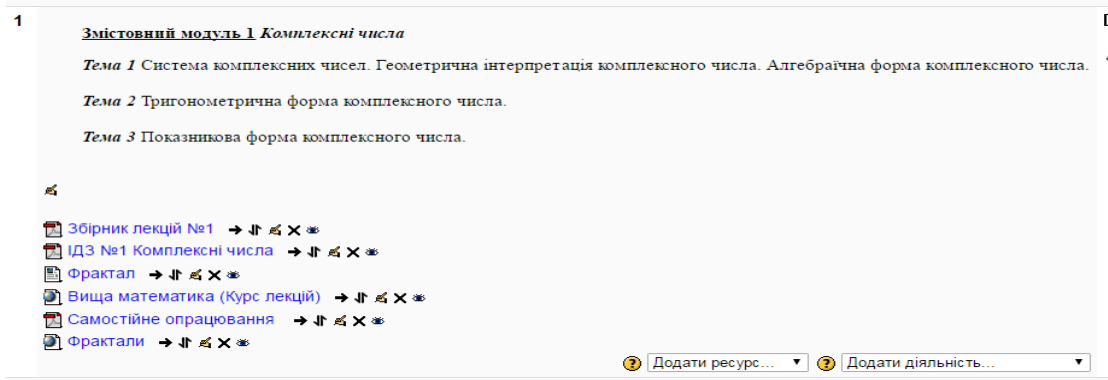 1
Змістовний модуль 1 Комплексні числа
Тема 1 Система комплексних чисел. Геометрична інтерпретація комплексного числа. Алгебраїчна форма комплексного числа.
Тема 2 Тригонометрична форма комплексного числа.
Тема 3 Показникова форма комплексного числа.
Збірник лекцій №1
ІДЗ №1 Комплексні числа
Фрактал
Вища математика (Курс лекцій)
Самостійне опрацювання
Фрактали
Додати ресурс... Додати діяльність...